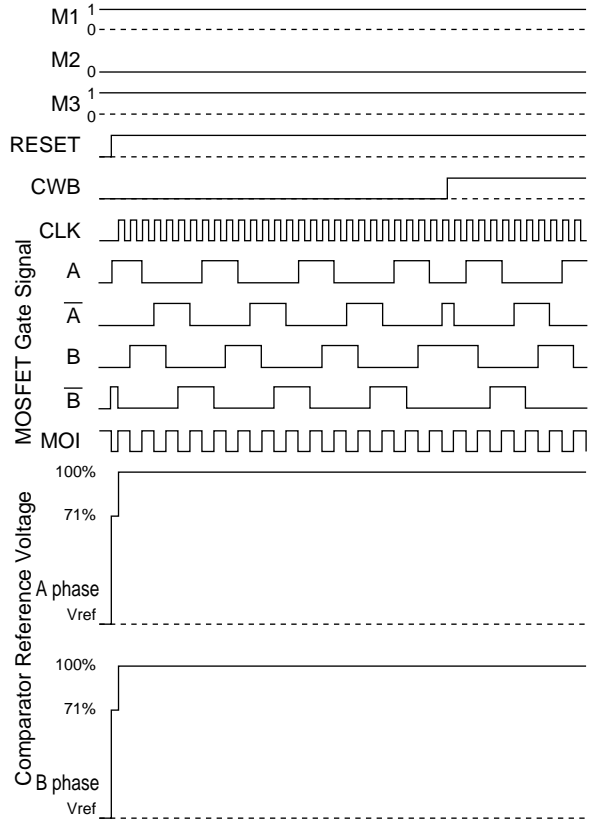 M1 1
0
M2
0
M3 1
0
RESET
CWB
CLK
MOSFET Gate Signal
A
A̅
B
B̅
MOI
Comparator Reference Voltage
100%
71%
A phase
Vref
100%
71%
B phase
Vref